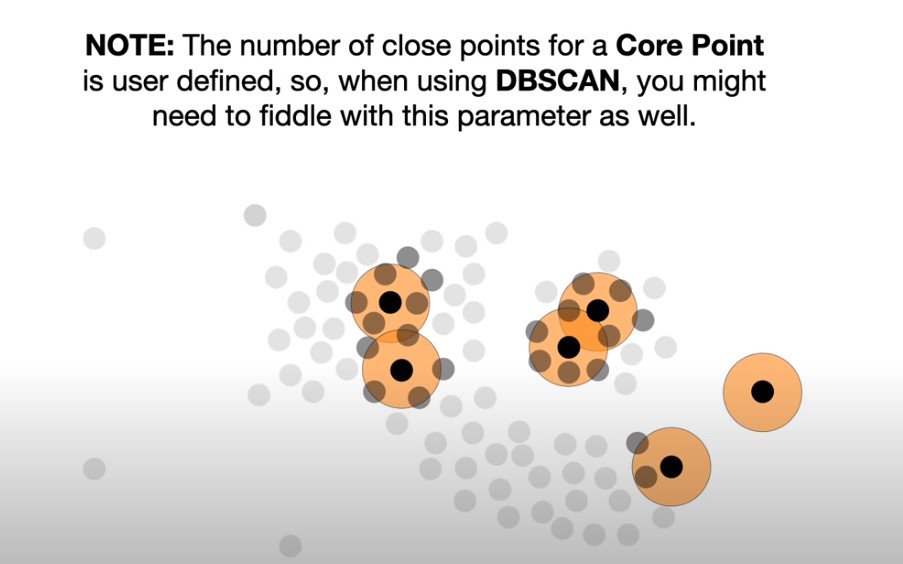 NOTE: The number of close points for a Core Point
is user defined, so, when using DBSCAN, you might
need to fiddle with this parameter as well.